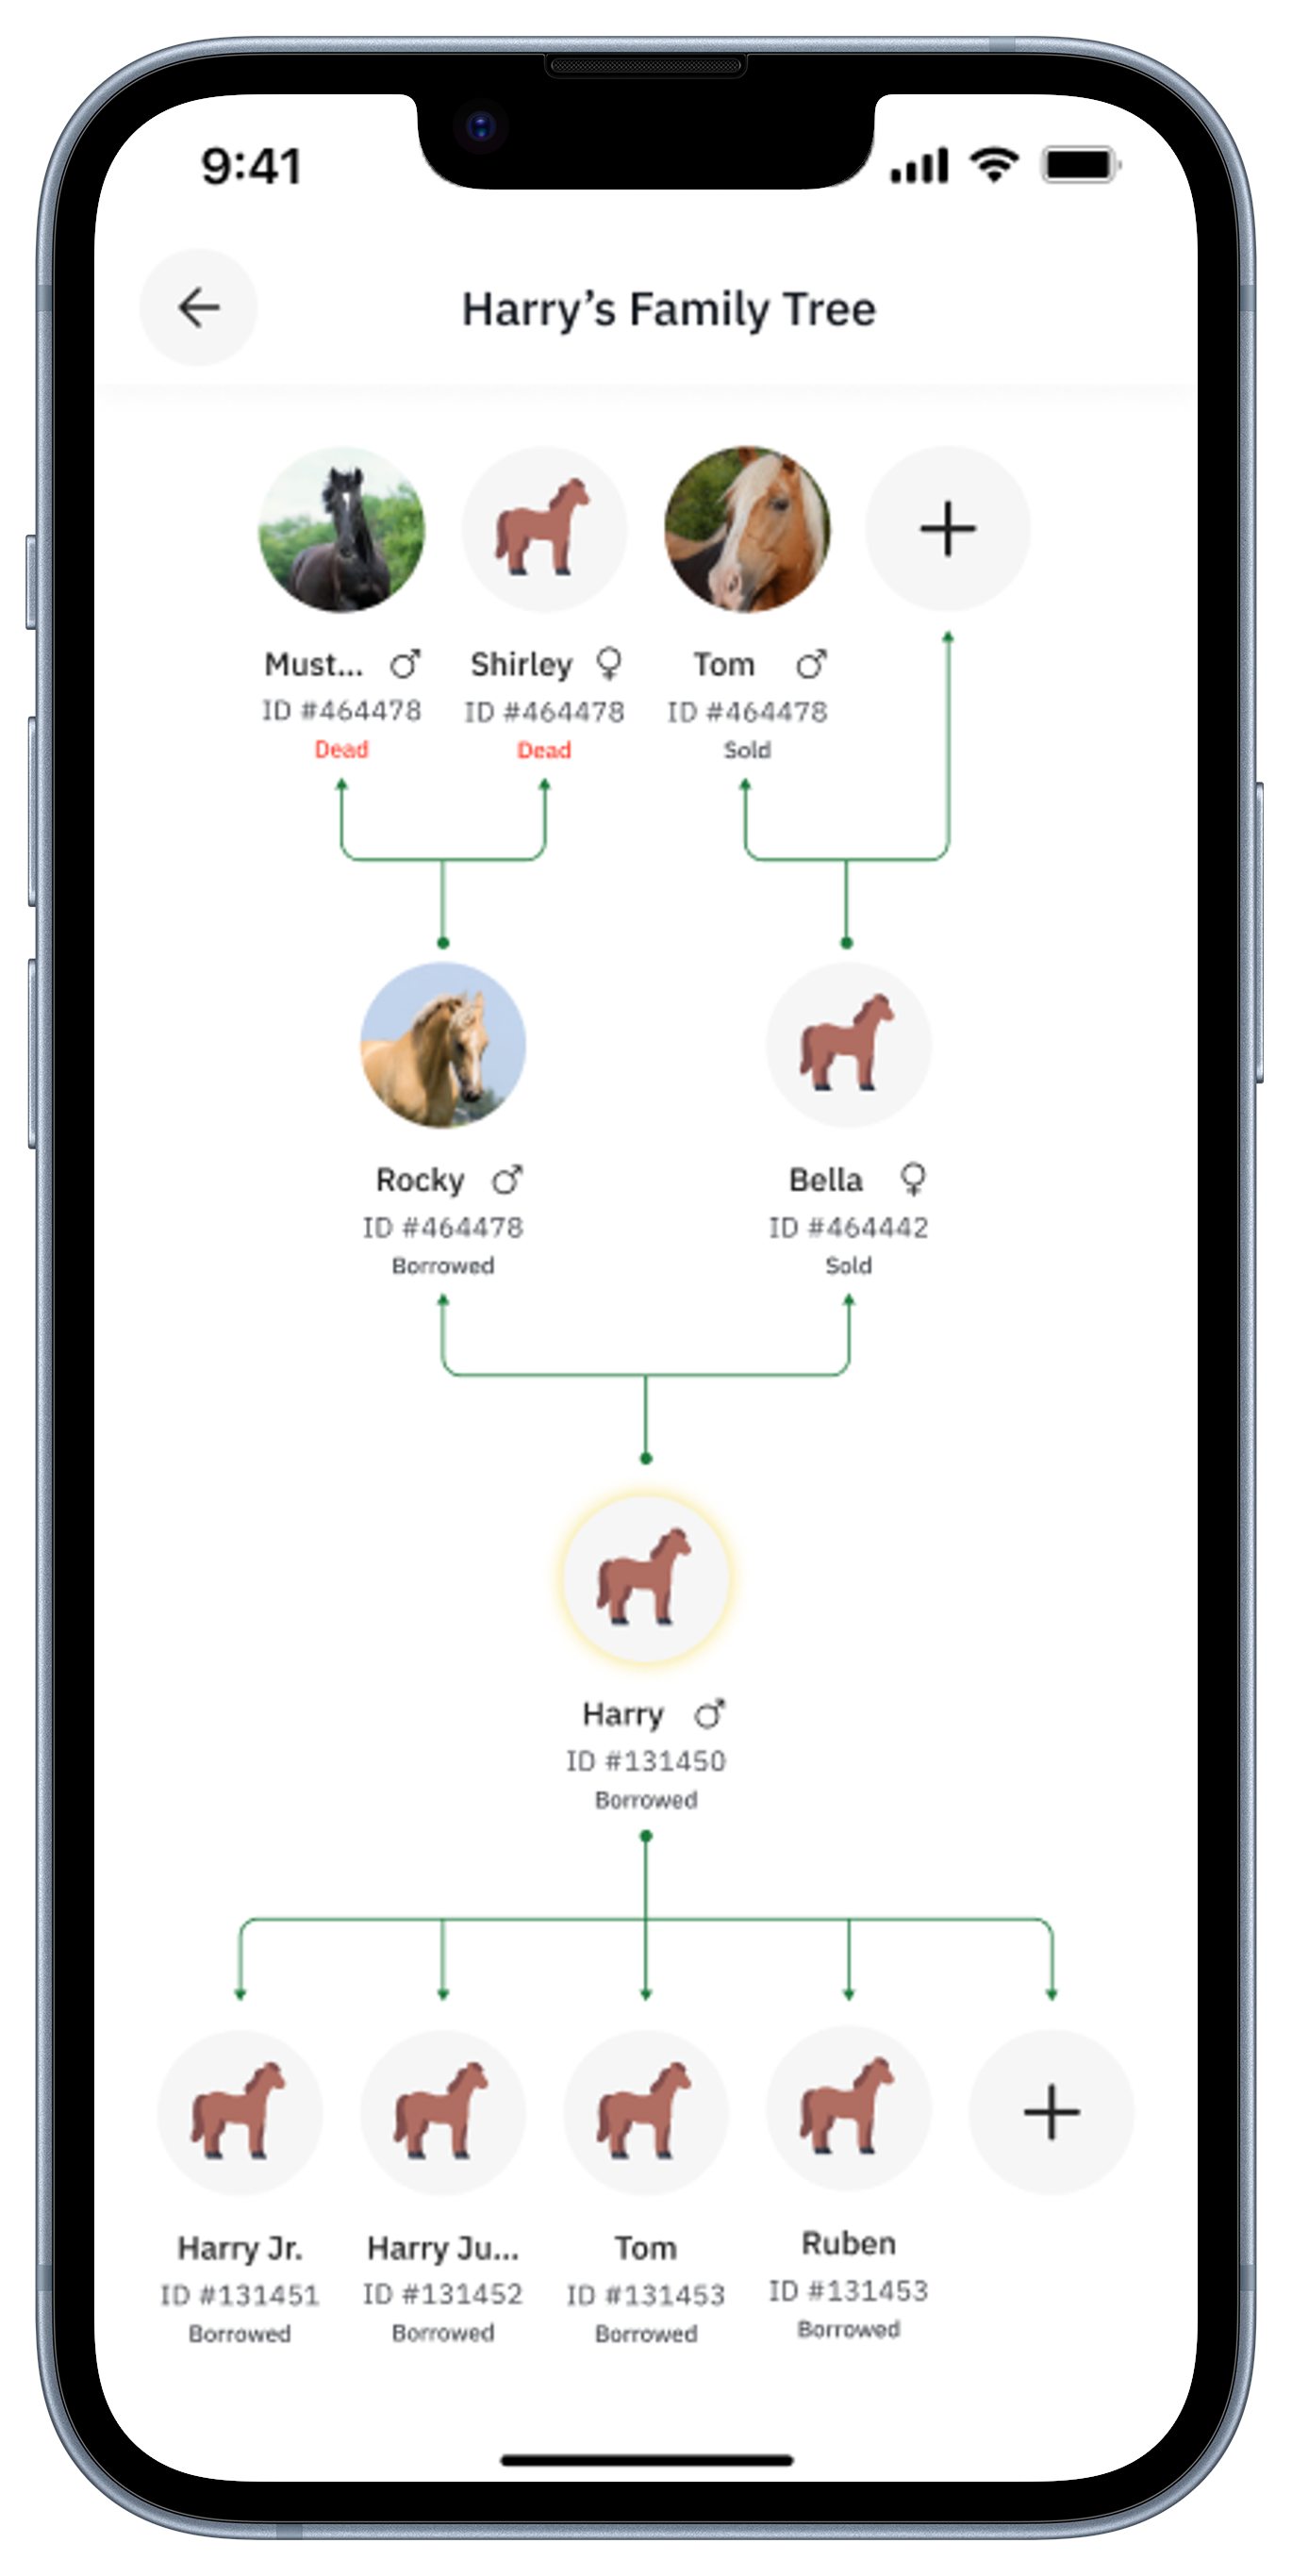 9:41
Harry’s Family Tree
Must... ♂ Shirley ♀ Tom ♂
ID #464478 ID #464478 ID #464478
Dead Dead Sold
Rocky ♂ Bella ♀
ID #464478 ID #464442
Borrowed Sold
Harry ♂
ID #131450
Borrowed
Harry Jr. Harry Ju... Tom Ruben
ID #131451 ID #131452 ID #131453 ID #131453
Borrowed Borrowed Borrowed Borrowed